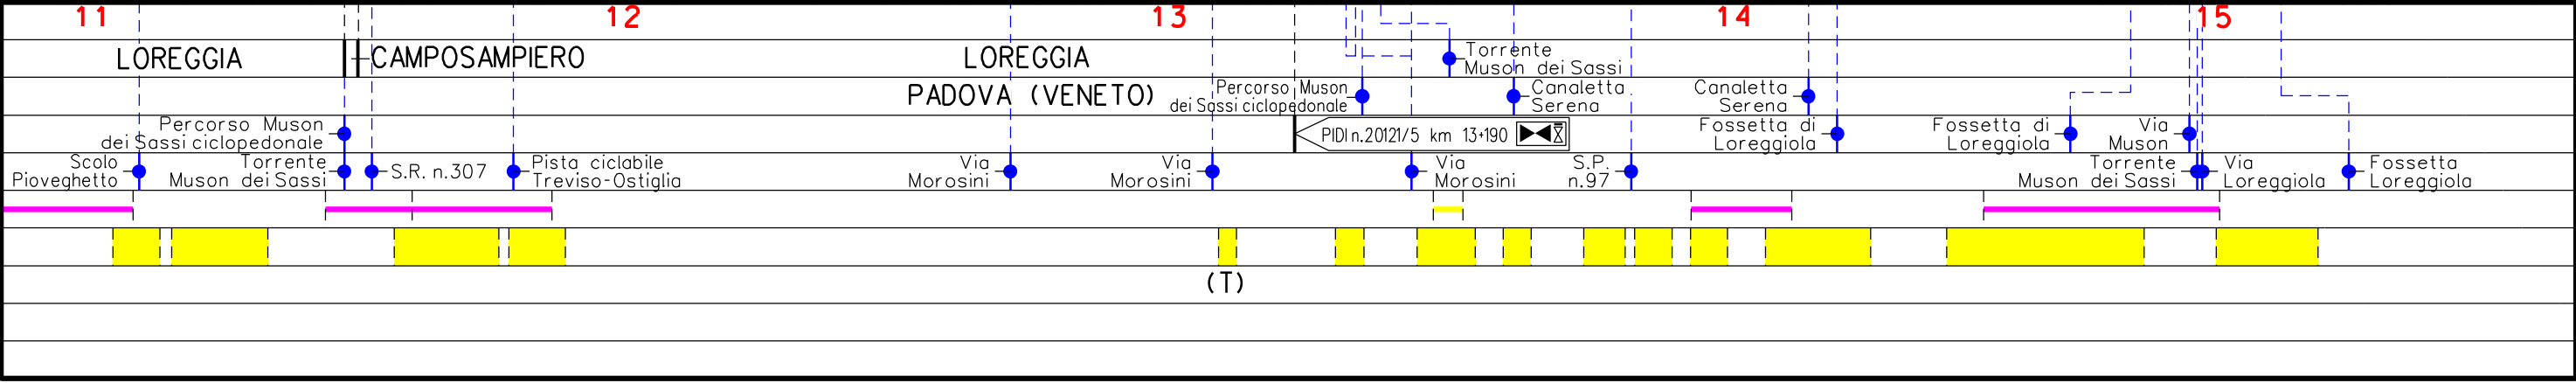 11 12 13 14 15
LOREGGIA CAMPOSAMPIERO LOREGGIA
Torrente
Muson dei Sassi
PADOVA (VENETO)
Percorso Muson
dei Sassi ciclopedonale
Canaletta
Serena
Canaletta
Serena
Percorso Muson
dei Sassi ciclopedonale
PIDI n.20121/5 km 13+190
Fossetta di
Loreggiola
Fossetta di
Loreggiola
Via
Muson
Scolo
Pioveghetto
Torrente
Muson dei Sassi
S.R. n.307
Pista ciclabile
Treviso-Ostiglia
Via
Morosini
Via
Morosini
Via
Morosini
S.P.
n.97
Torrente
Muson dei Sassi
Via
Loreggiola
Fossetta
Loreggiola
(T)